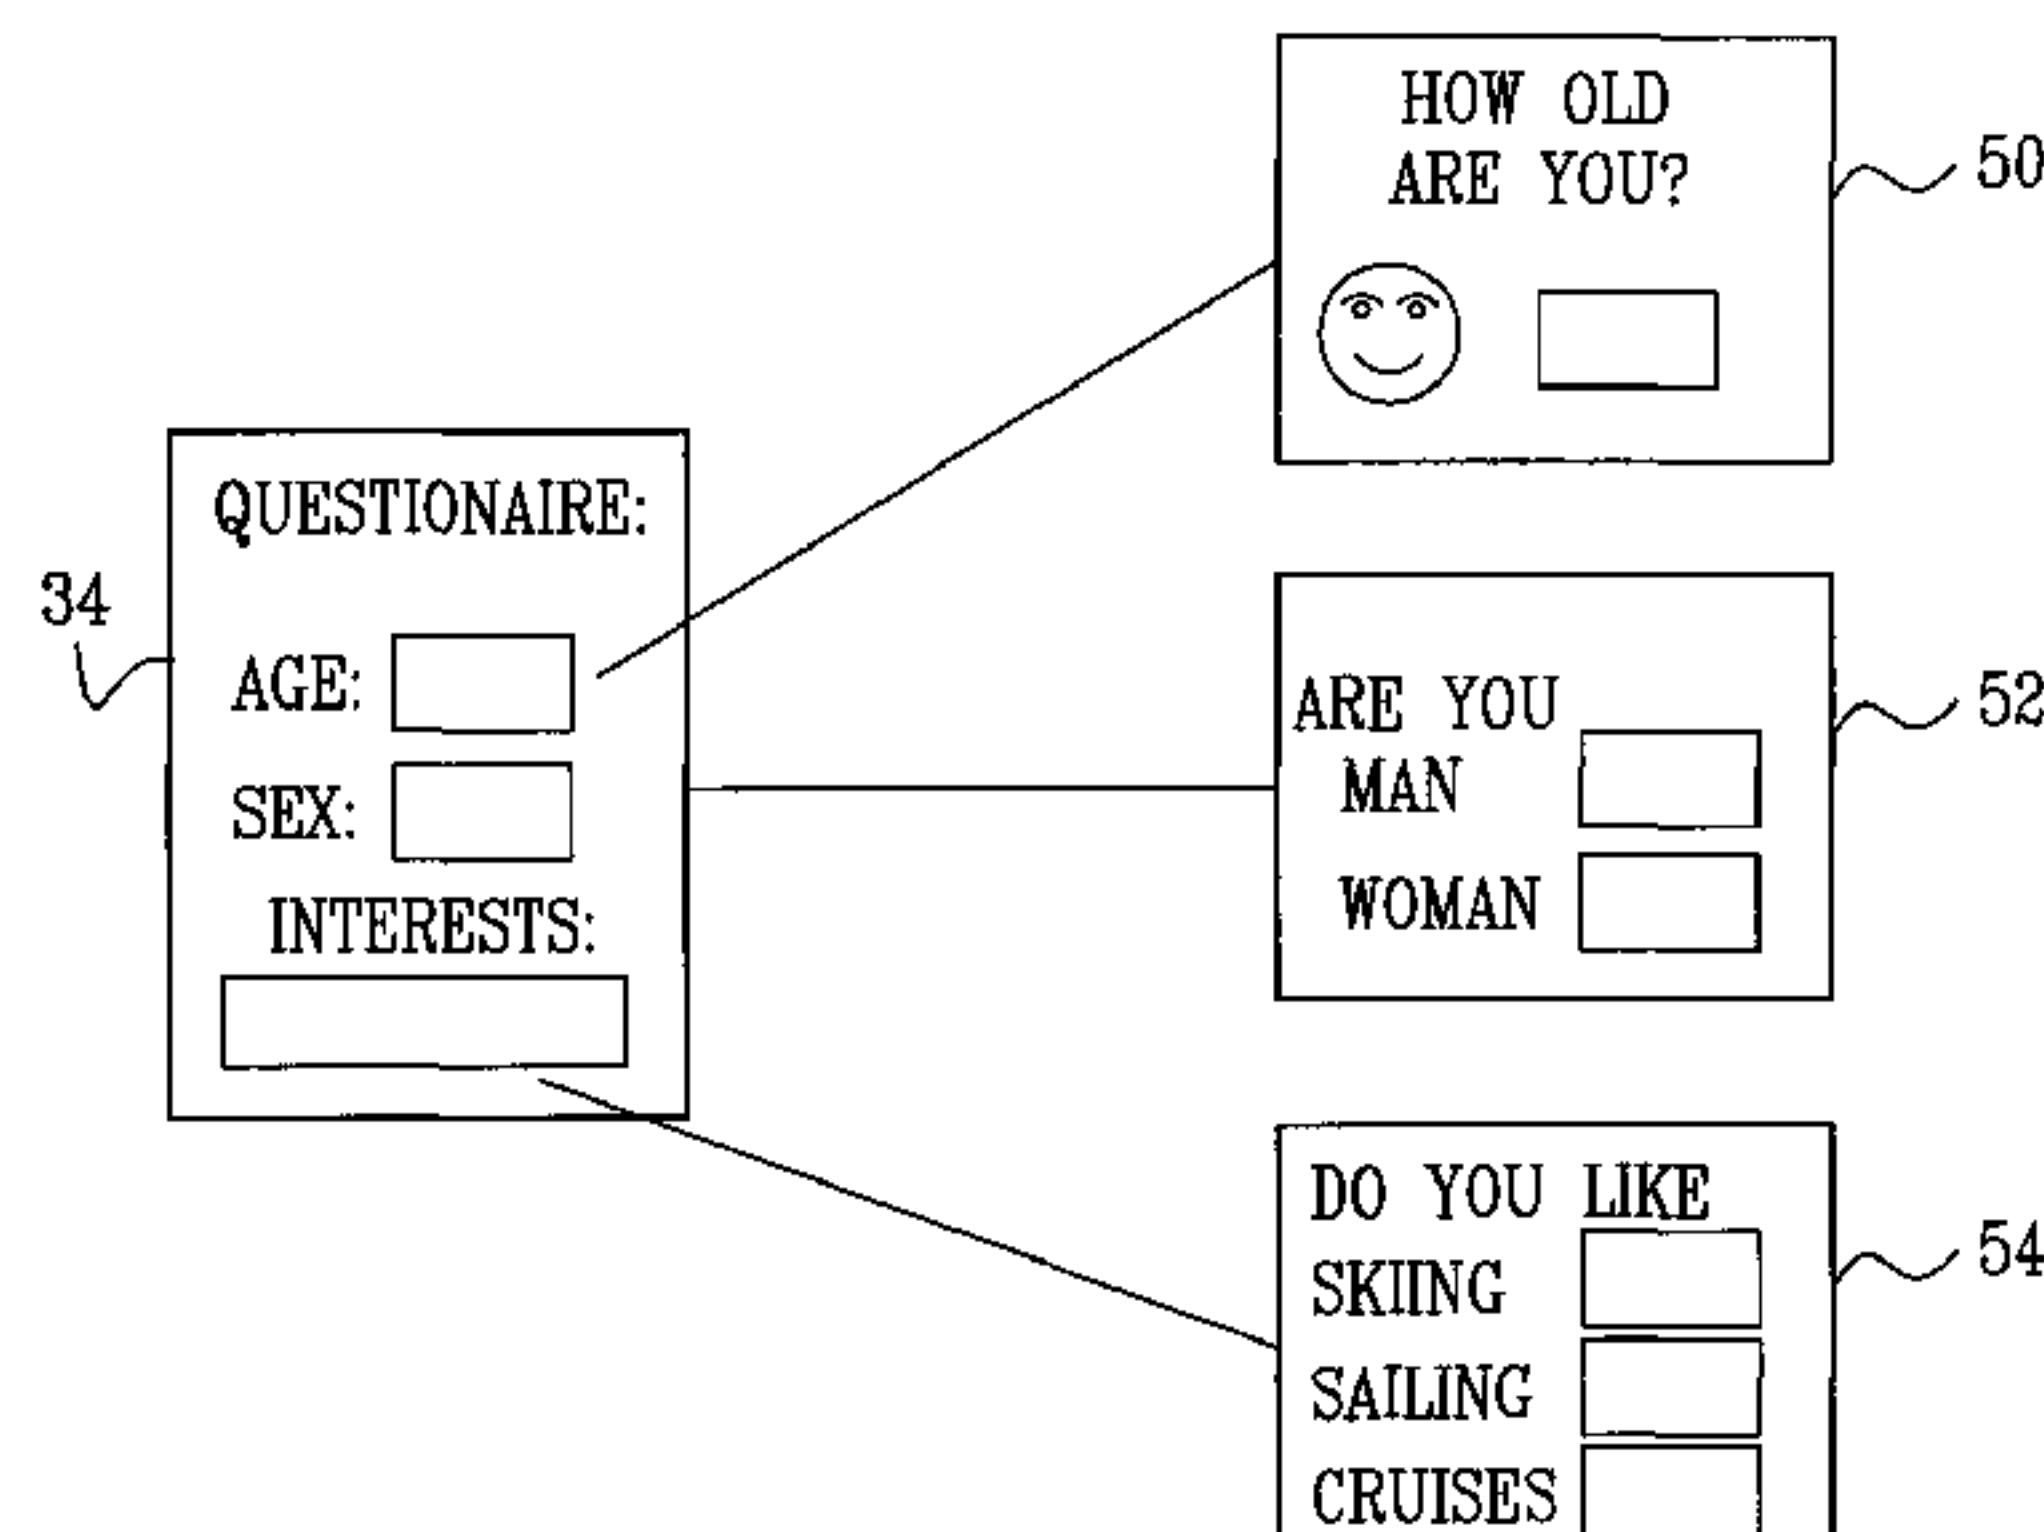 QUESTIONAIRE:
34
AGE:
SEX:
INTERESTS:
HOW OLD
ARE YOU?
50
ARE YOU
MAN
WOMAN
52
DO YOU LIKE
SKIING
SAILING
CRUISES
54